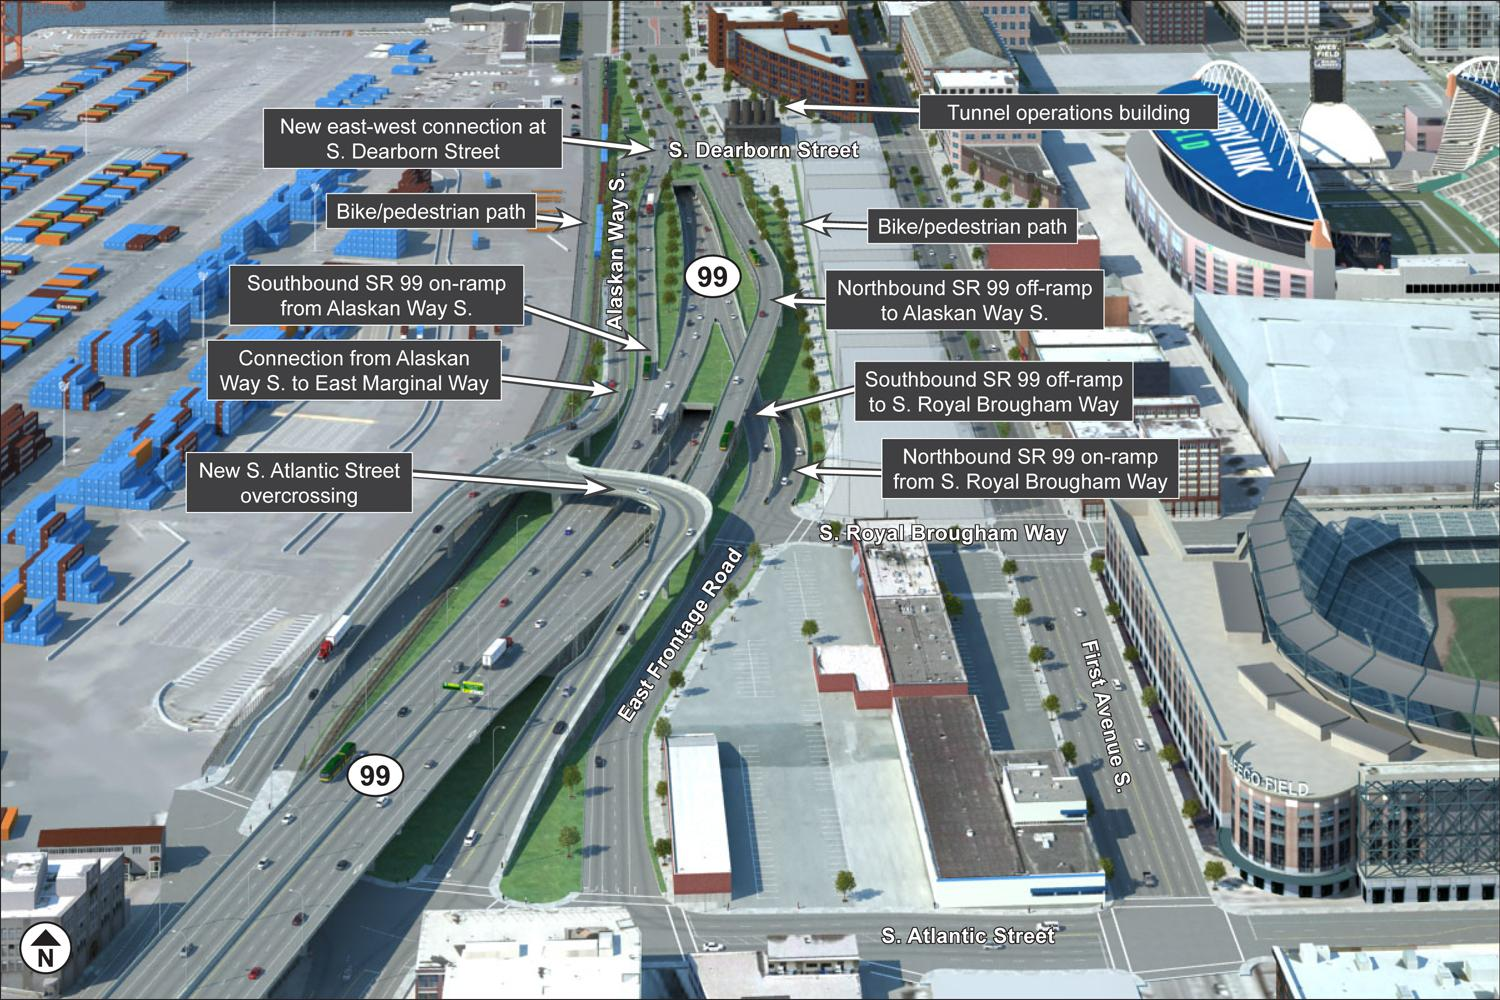 New east-west connection at
S. Dearborn Street
Tunnel operations building
S. Dearborn Street
Bike/pedestrian path
Bike/pedestrian path
Alaskan Way S.
99
Southbound SR 99 on-ramp
from Alaskan Way S.
Northbound SR 99 off-ramp
to Alaskan Way S.
Connection from Alaskan
Way S. to East Marginal Way
Southbound SR 99 off-ramp
to S. Royal Brougham Way
New S. Atlantic Street
overcrossing
Northbound SR 99 on-ramp
from S. Royal Brougham Way
S. Royal Brougham Way
East Frontage Road
First Avenue S.
99
S. Atlantic Street
N